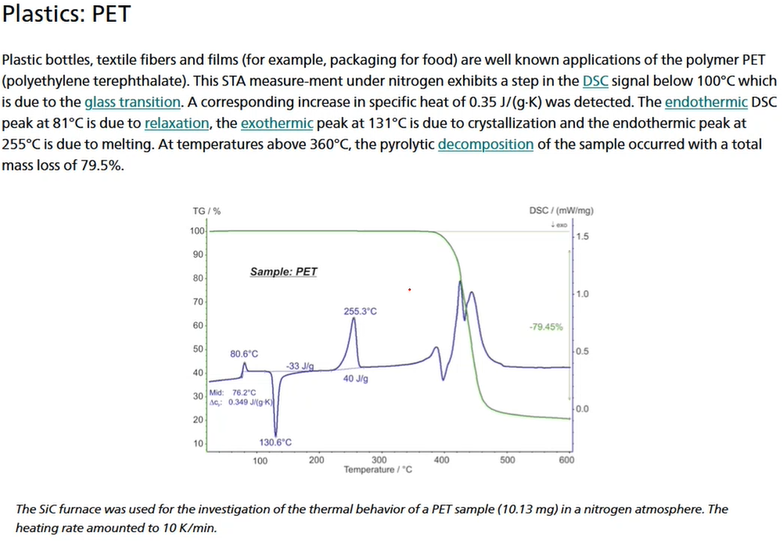 Plastics: PET
Plastic bottles, textile fibers and films (for example, packaging for food) are well known applications of the polymer PET
(polyethylene terephthalate). This STA measure-ment under nitrogen exhibits a step in the DSC signal below 100°C which
is due to the glass transition. A corresponding increase in specific heat of 0.35 J/(g·K) was detected. The endothermic DSC
peak at 81°C is due to relaxation, the exothermic peak at 131°C is due to crystallization and the endothermic peak at
255°C is due to melting. At temperatures above 360°C, the pyrolytic decomposition of the sample occurred with a total
mass loss of 79.5%.
TG / %
DSC / (mW/mg)
↓ exo
100
90
80
70
60
50
40
30
20
10
1.5
1.0
0.5
0.0
Sample: PET
255.3°C
-79.45%
80.6°C
-33 J/g
40 J/g
Mid: 76.2°C
Δcₚ: 0.349 J/(g·K)
130.6°C
100 200 300 400 500 600
Temperature / °C
The SiC furnace was used for the investigation of the thermal behavior of a PET sample (10.13 mg) in a nitrogen atmosphere. The
heating rate amounted to 10 K/min.